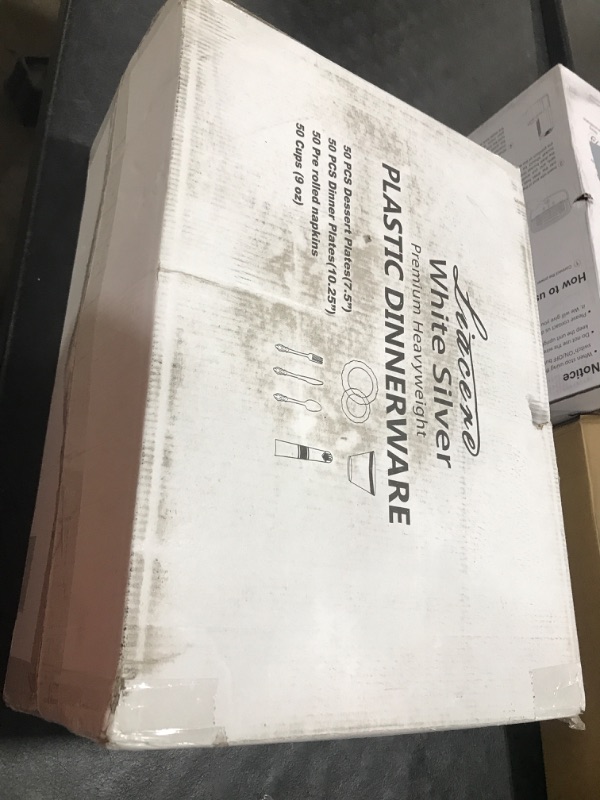 Liacere
White Silver
Premium Heavyweight
PLASTIC DINNERWARE
50 PCS Dessert Plates(7.5")
50 PCS Dinner Plates(10.25")
50 Pre rolled napkins
50 Cups (9 oz)
How to us
Notice